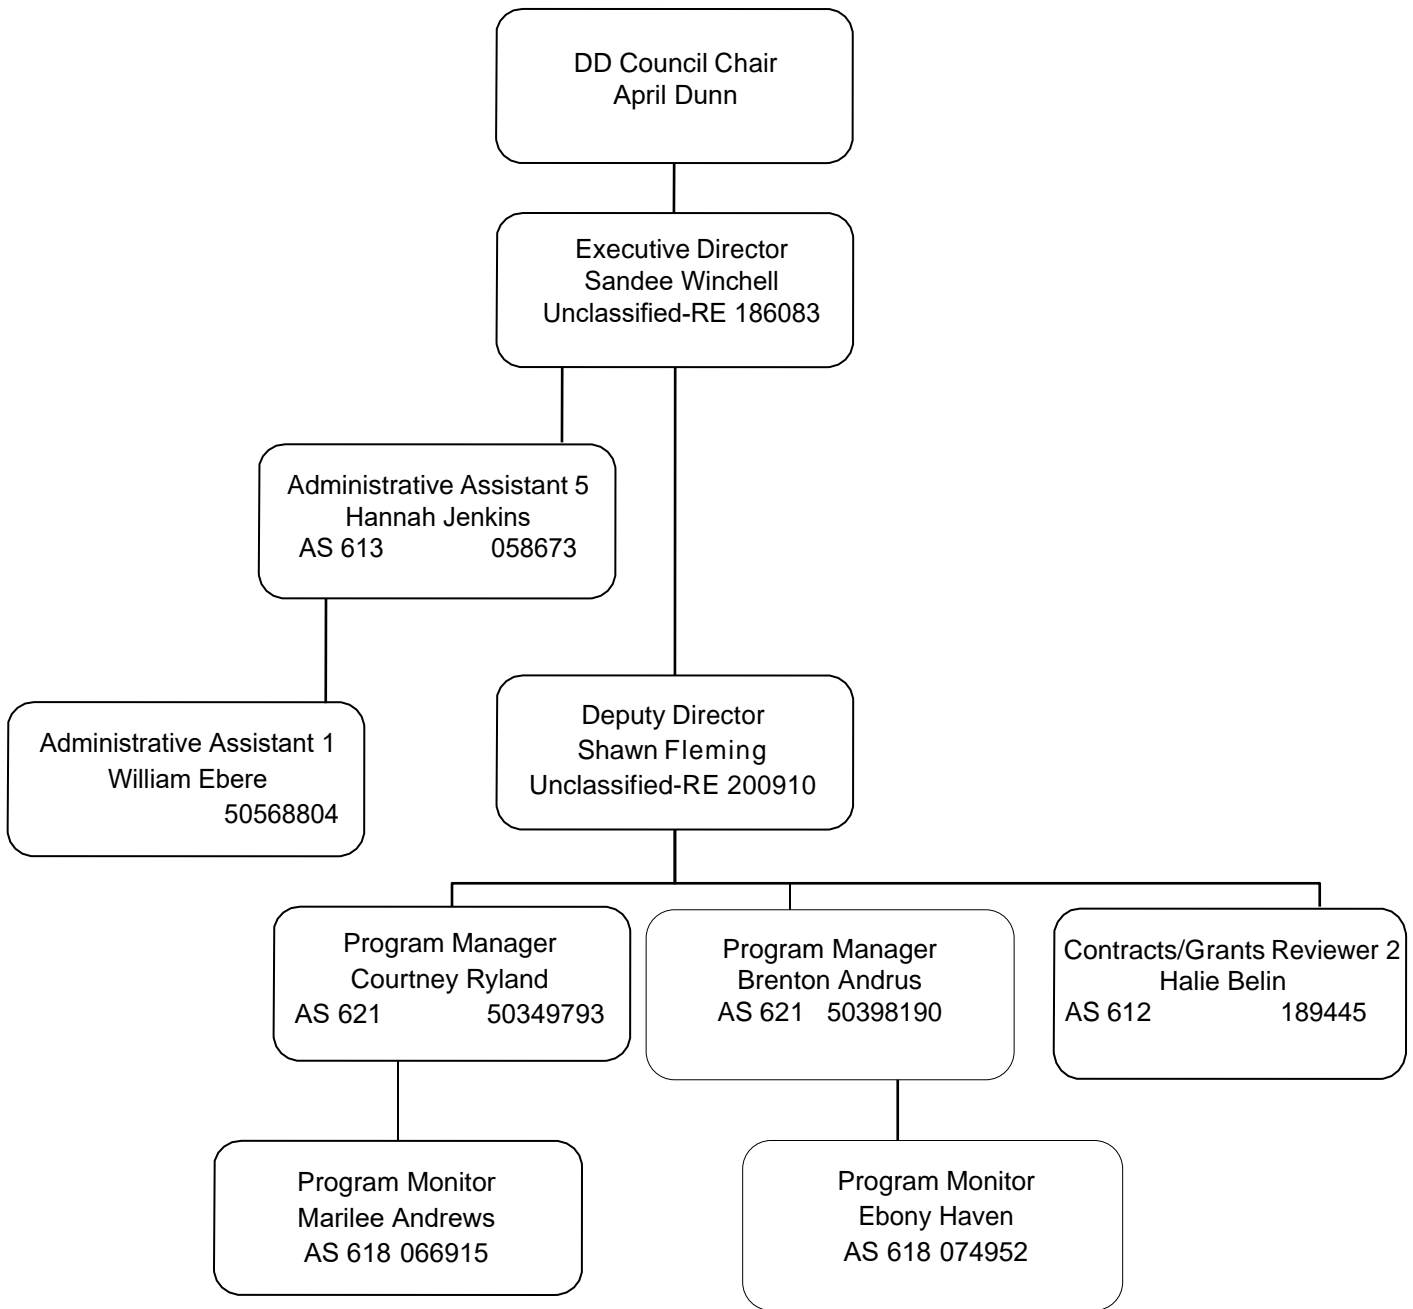 DD Council Chair
April Dunn
Executive Director
Sandee Winchell
Unclassified-RE 186083
Administrative Assistant 5
Hannah Jenkins
AS 613 058673
Administrative Assistant 1
William Ebere
50568804
Deputy Director
Shawn Fleming
Unclassified-RE 200910
Program Manager
Courtney Ryland
AS 621 50349793
Program Manager
Brenton Andrus
AS 621 50398190
Contracts/Grants Reviewer 2
Halie Belin
AS 612 189445
Program Monitor
Marilee Andrews
AS 618 066915
Program Monitor
Ebony Haven
AS 618 074952